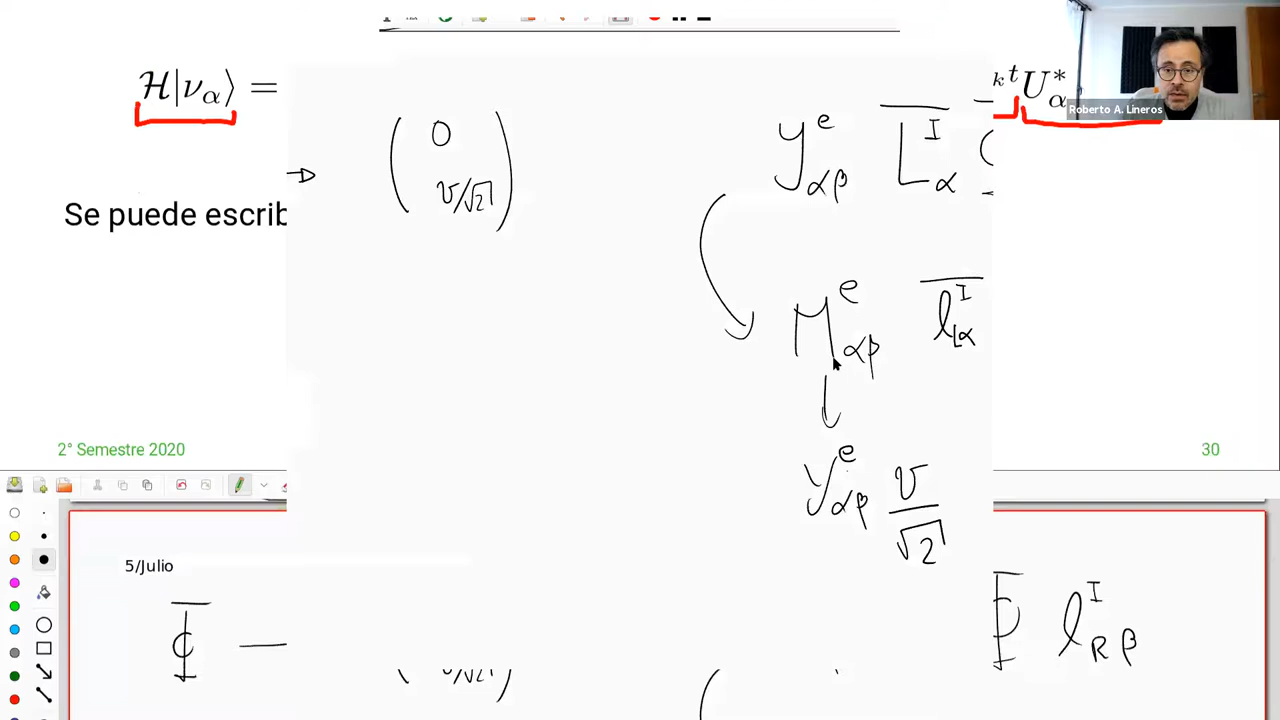 ℋ|ν_α⟩ =
k^t U*_α
Roberto A. Lineros
→ ( 0
v/√2 )
y^e_αβ L̅^I_α
Se puede escrib
M^e_αβ l̅^I_Lα
2° Semestre 2020
30
y^e_αβ v/√2
5/Julio
Φ —
l^I_Rβ